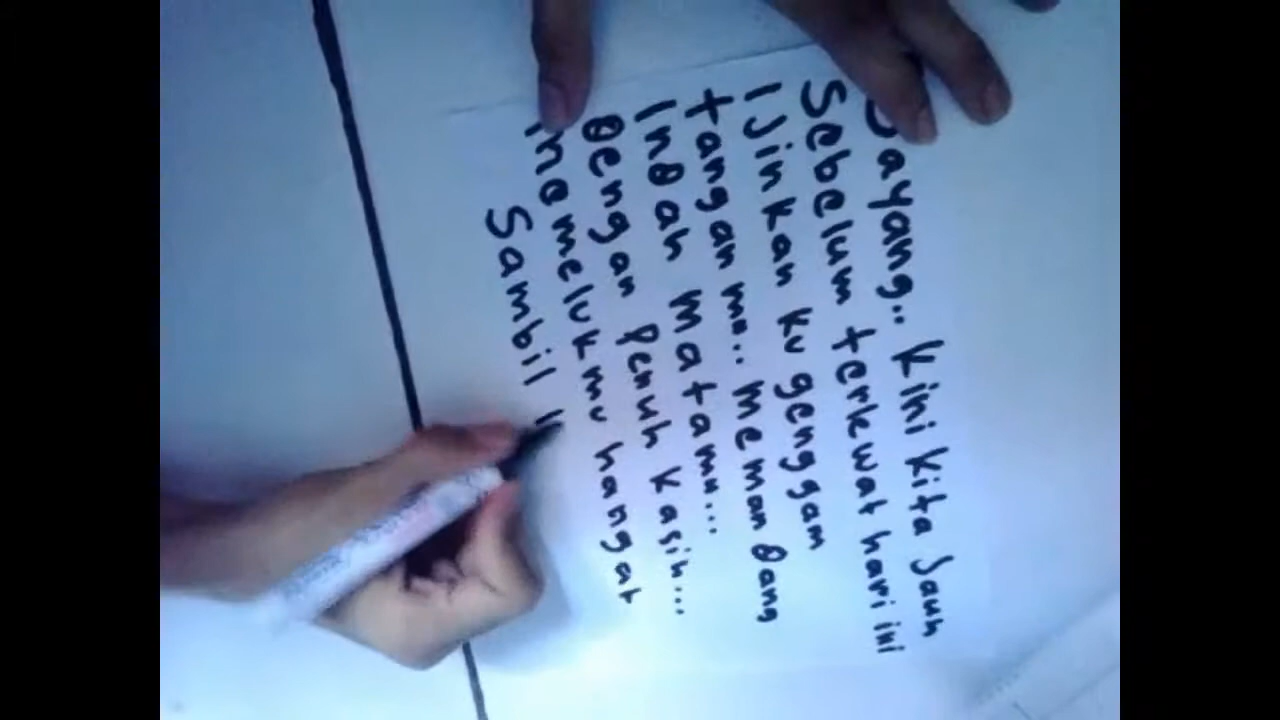 Sayang.. kini kita Jauh
Sebelum terlewat hari ini
IJinkan ku genggam
tangan mu.. memandang
Indah matamu...
Dengan Penuh kasih...
memelukmu hangat
Sambil